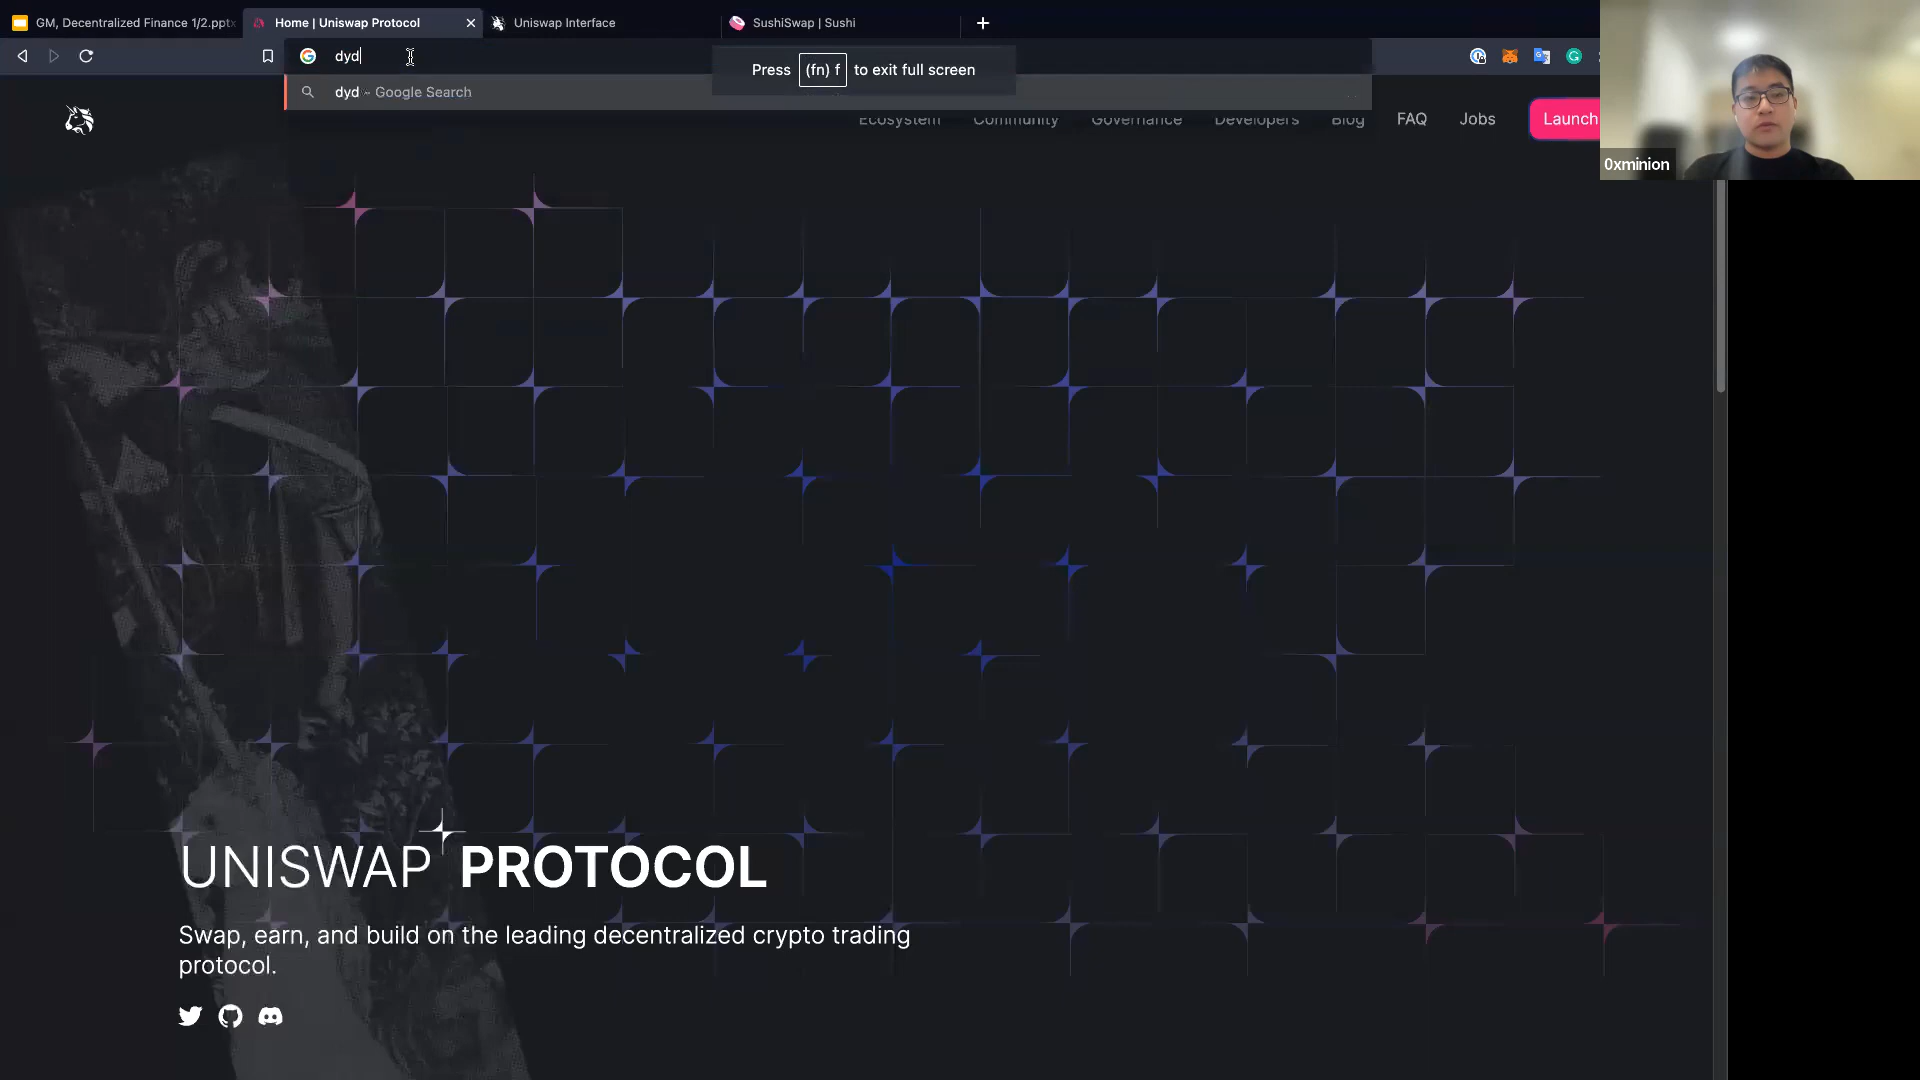 GM, Decentralized Finance 1/2.pptx
Home | Uniswap Protocol
Uniswap Interface
SushiSwap | Sushi
dyd
Press (fn) f to exit full screen
dyd - Google Search
Ecosystem
Community
Governance
Developers
Blog
FAQ
Jobs
Launch
0xminion
UNISWAP PROTOCOL
Swap, earn, and build on the leading decentralized crypto trading
protocol.